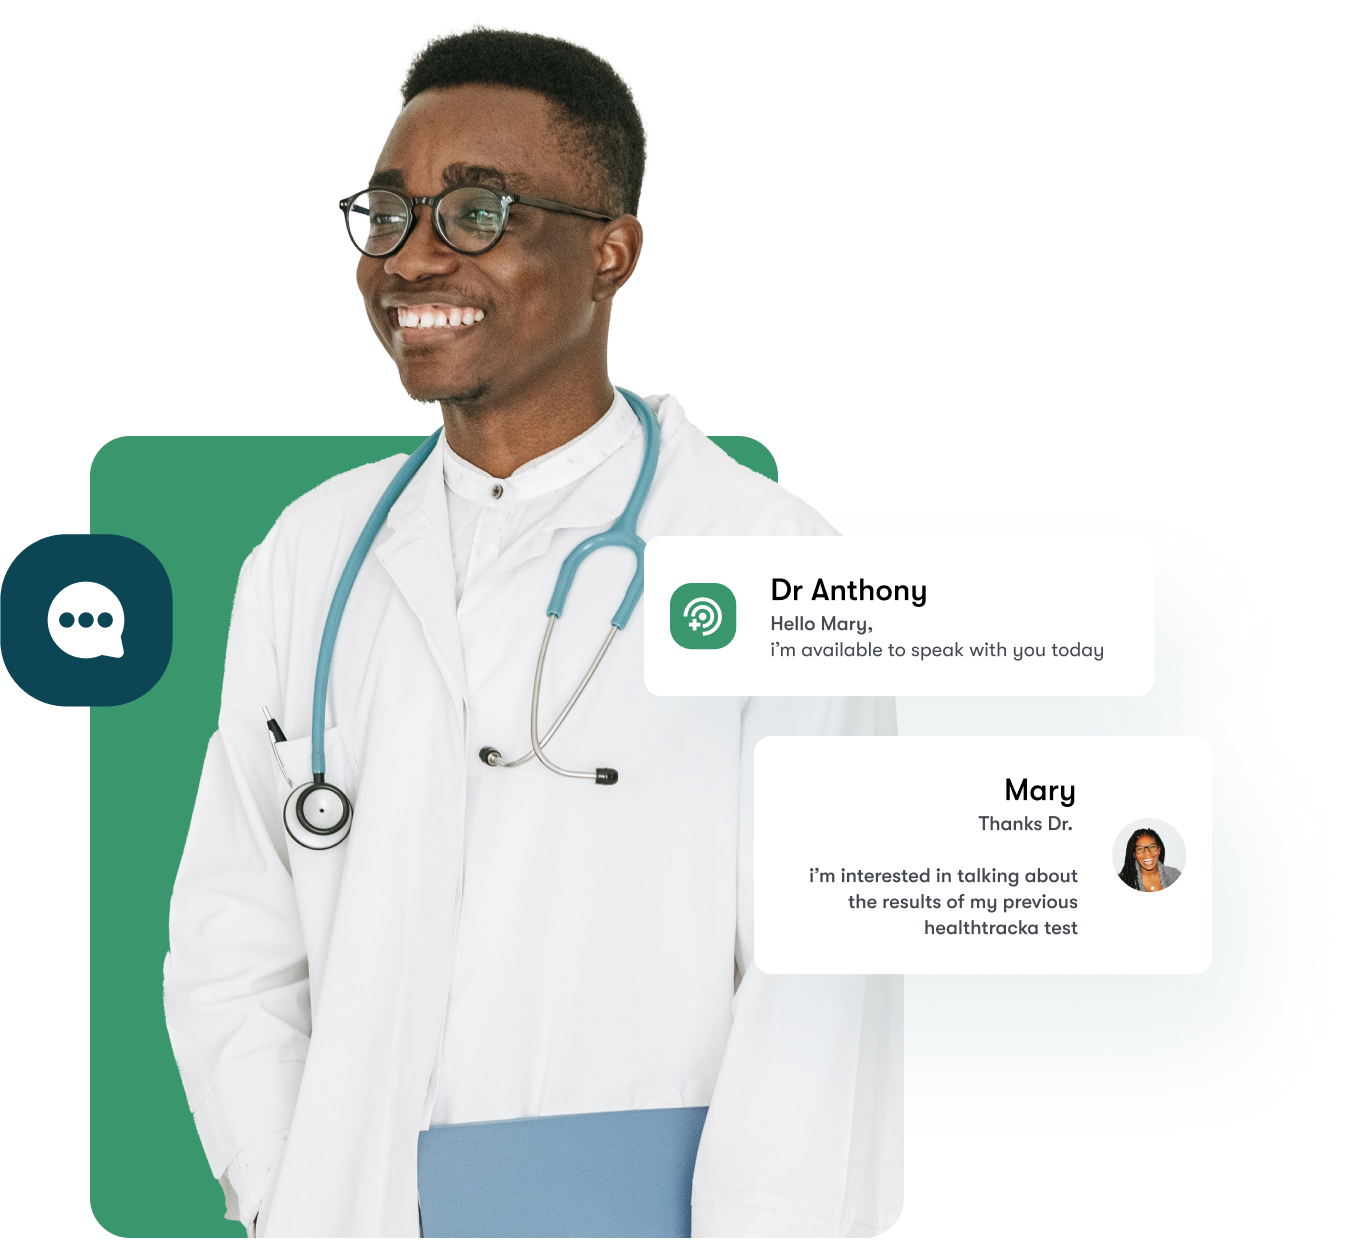 Dr Anthony
Hello Mary,
i'm available to speak with you today
Mary
Thanks Dr.
i'm interested in talking about
the results of my previous
healthtracka test